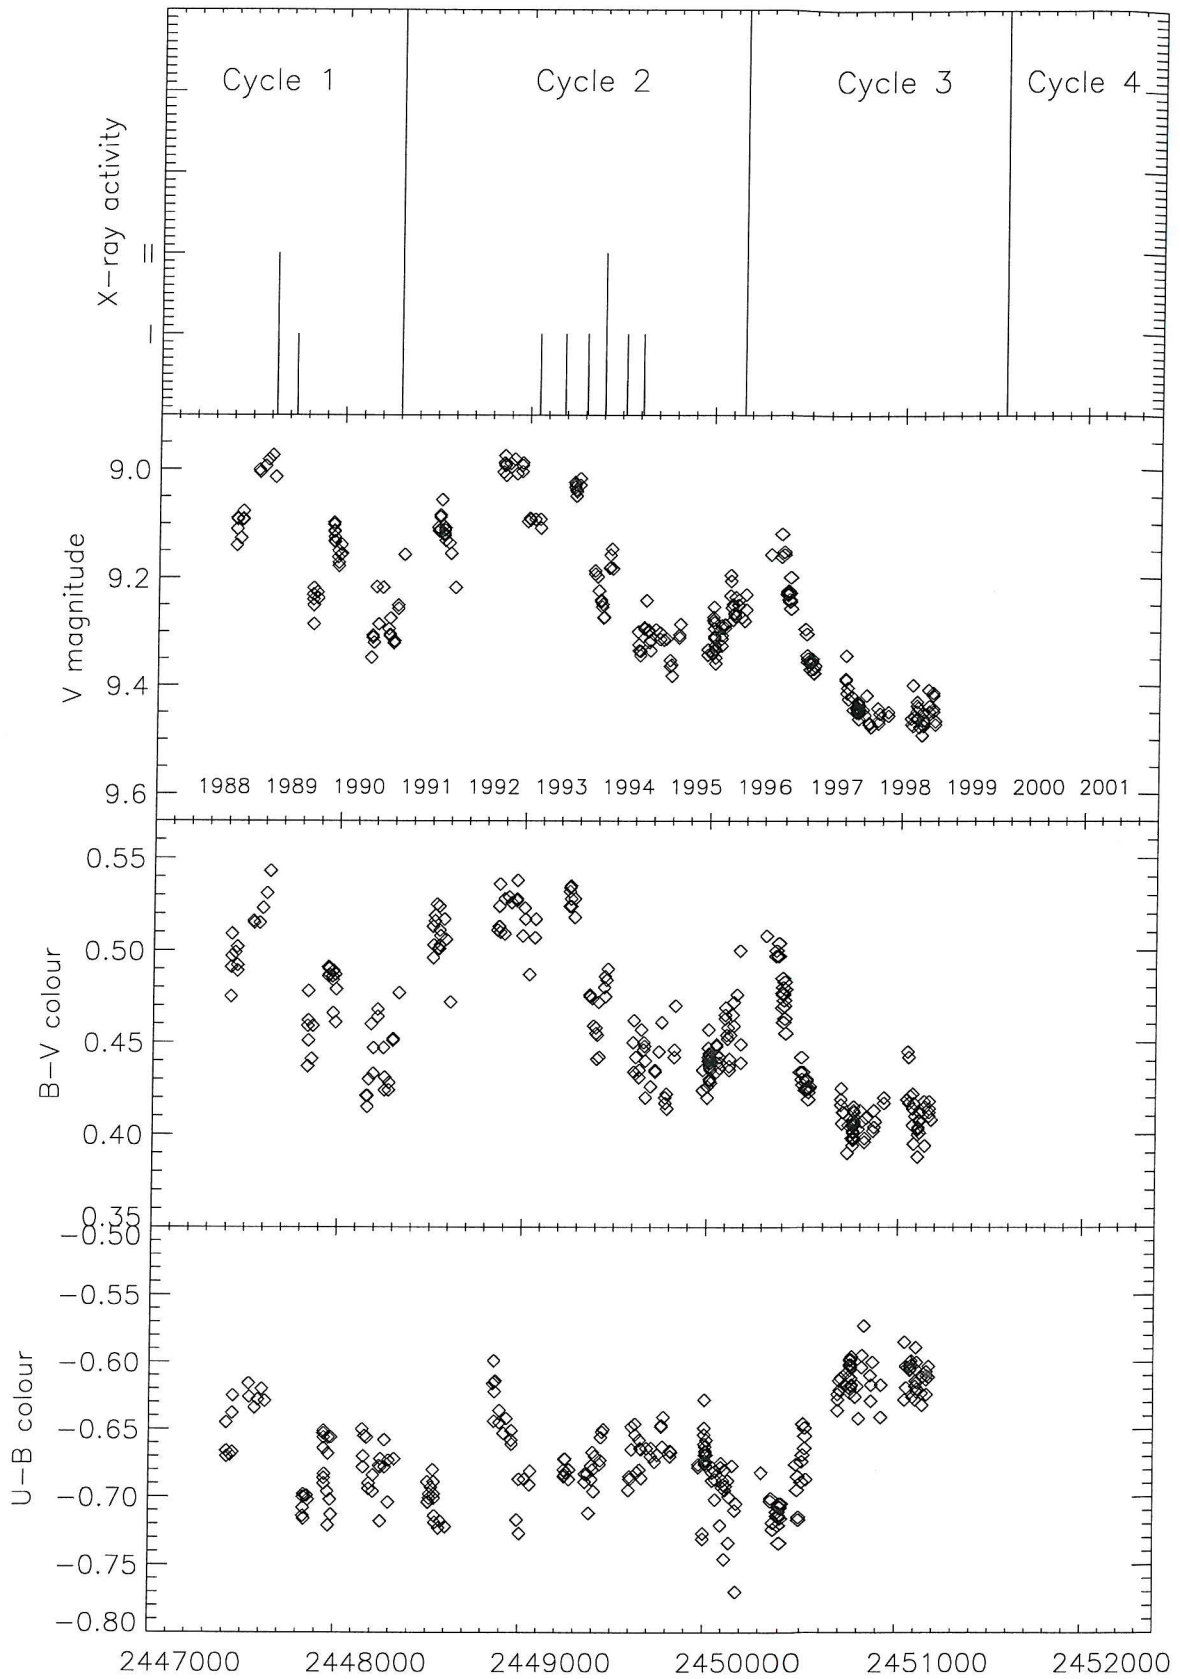 Cycle 1 Cycle 2 Cycle 3 Cycle 4
X-ray activity
II
I
V magnitude
9.0
9.2
9.4
9.6
1988 1989 1990 1991 1992 1993 1994 1995 1996 1997 1998 1999 2000 2001
B-V colour
0.55
0.50
0.45
0.40
0.35
U-B colour
-0.50
-0.55
-0.60
-0.65
-0.70
-0.75
-0.80
2447000 2448000 2449000 2450000 2451000 2452000